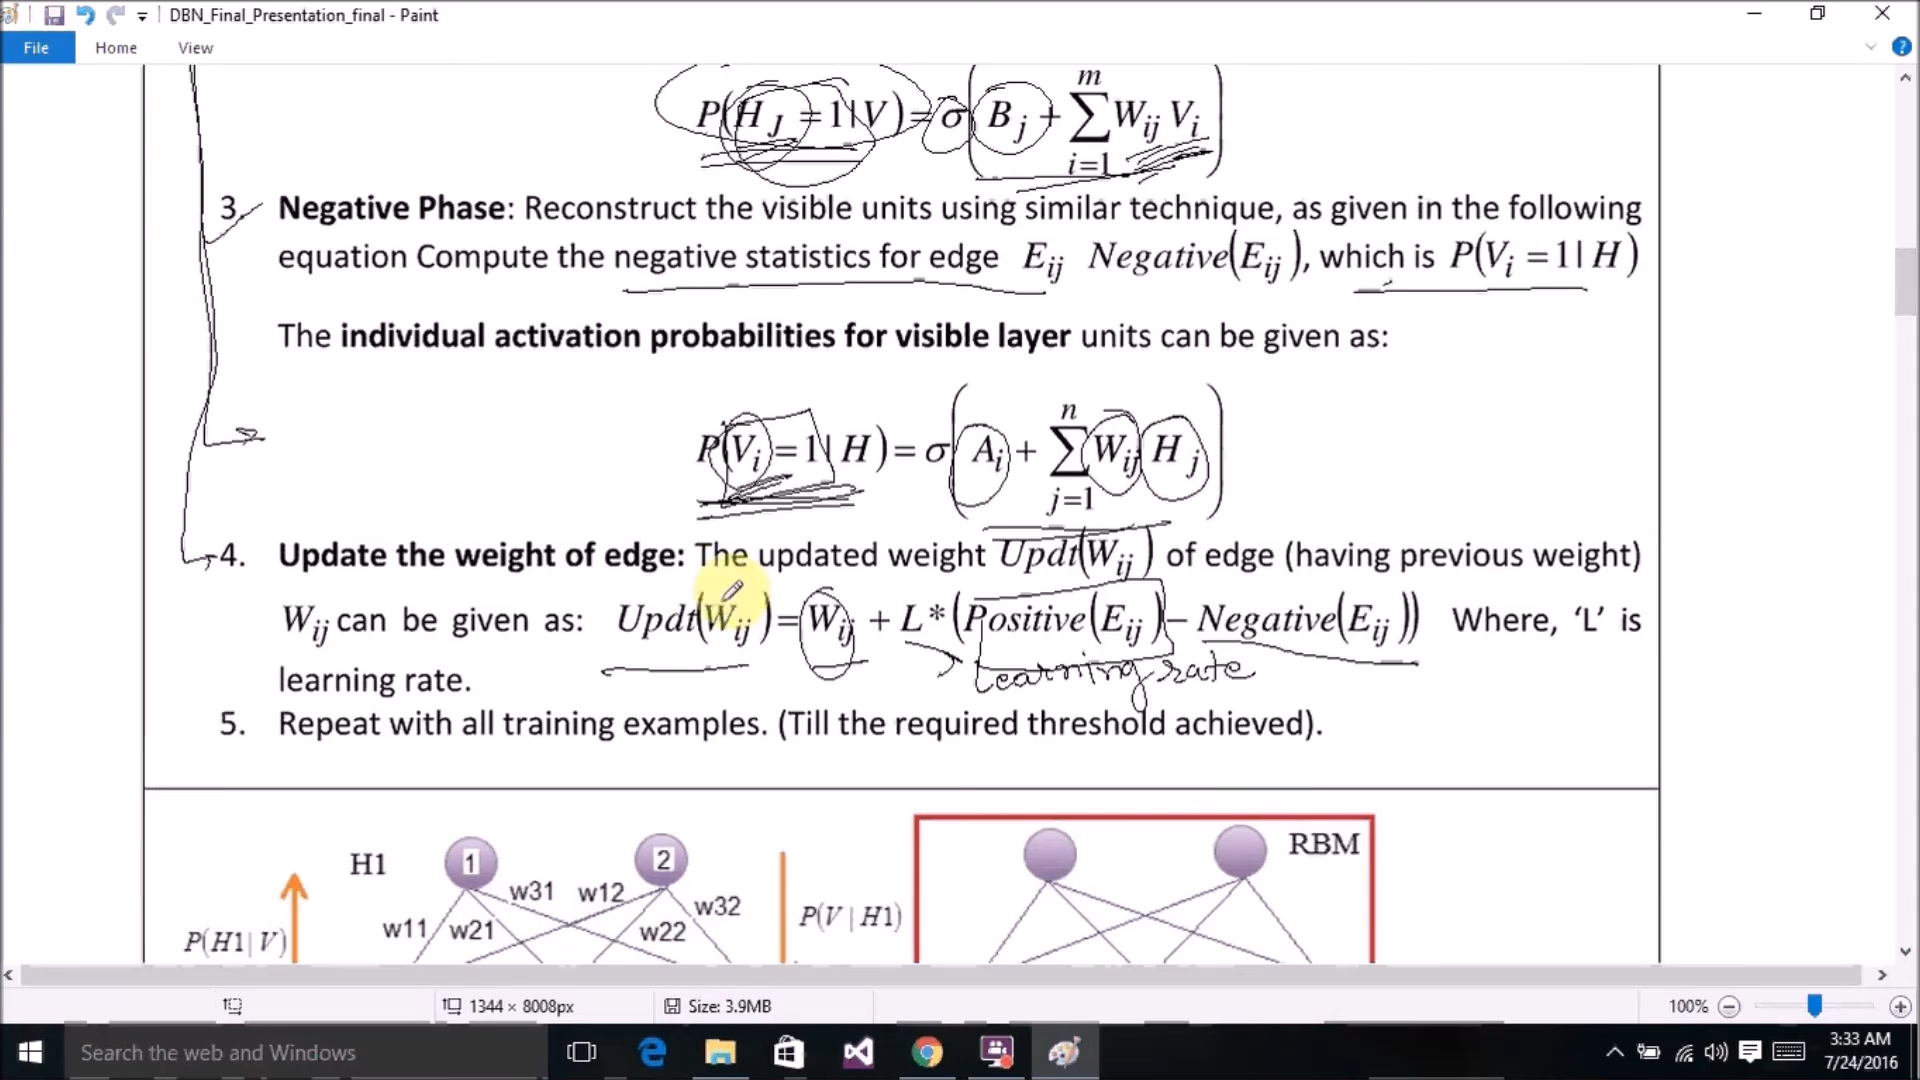 DBN_Final_Presentation_final - Paint
File Home View
P(H_J = 1 | V) = σ(B_j + ∑_{i=1}^{m} W_ij V_i)
3. Negative Phase: Reconstruct the visible units using similar technique, as given in the following
equation Compute the negative statistics for edge E_ij Negative(E_ij), which is P(V_i = 1 | H)
The individual activation probabilities for visible layer units can be given as:
P(V_i = 1 | H) = σ(A_i + ∑_{j=1}^{n} W_ij H_j)
4. Update the weight of edge: The updated weight Updt(W_ij) of edge (having previous weight)
W_ij can be given as: Updt(W_ij) = W_ij + L * (Positive(E_ij) − Negative(E_ij)) Where, ‘L’ is
Learning rate
learning rate.
5. Repeat with all training examples. (Till the required threshold achieved).
H1 1 2 RBM
w31 w12
w11 w21 w22 w32
P(H1 | V) P(V | H1)
1344 × 8008px Size: 3.9MB 100%
Search the web and Windows
3:33 AM
7/24/2016